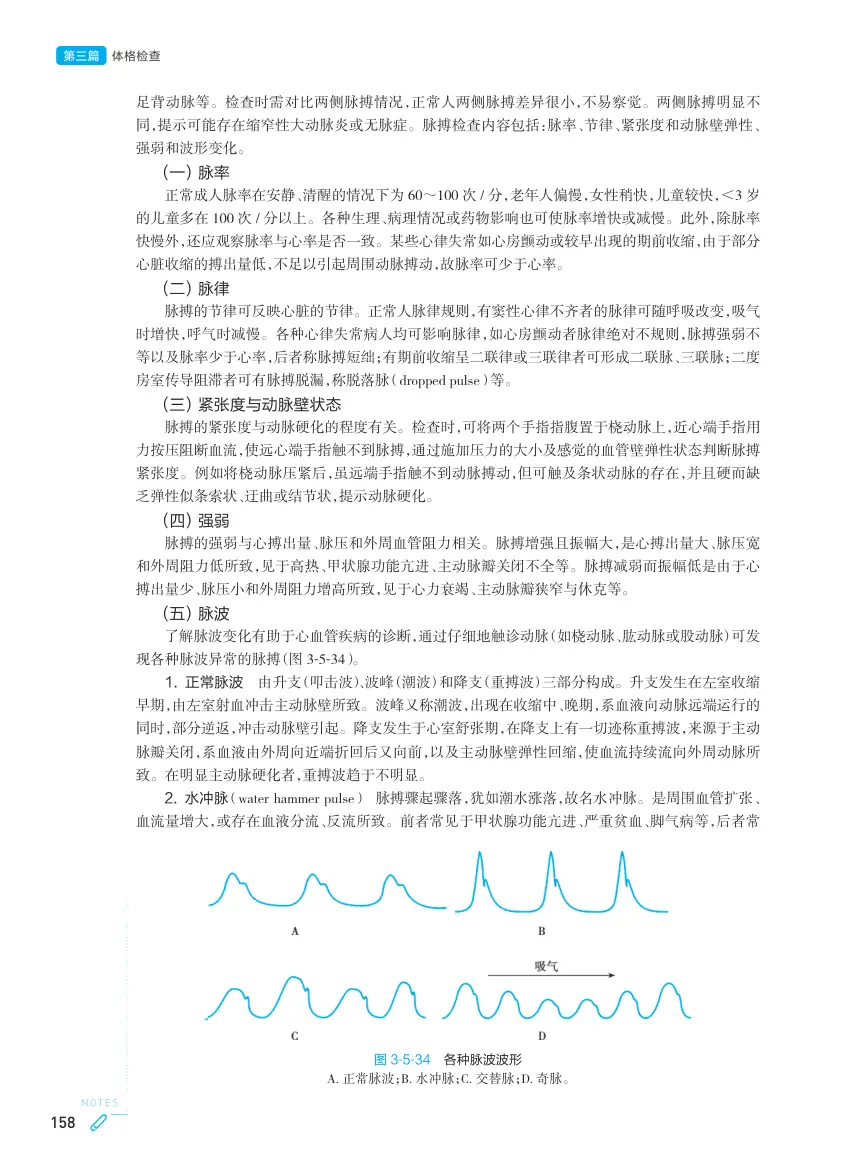 第三篇 体格检查
足背动脉等。检查时需对比两侧脉搏情况,正常人两侧脉搏差异很小,不易察觉。两侧脉搏明显不
同,提示可能存在缩窄性大动脉炎或无脉症。脉搏检查内容包括:脉率、节律、紧张度和动脉壁弹性、
强弱和波形变化。
(一)脉率
正常成人脉率在安静、清醒的情况下为 60~100 次 / 分,老年人偏慢,女性稍快,儿童较快,<3 岁
的儿童多在 100 次 / 分以上。各种生理、病理情况或药物影响也可使脉率增快或减慢。此外,除脉率
快慢外,还应观察脉率与心率是否一致。某些心律失常如心房颤动或较早出现的期前收缩,由于部分
心脏收缩的搏出量低,不足以引起周围动脉搏动,故脉率可少于心率。
(二)脉律
脉搏的节律可反映心脏的节律。正常人脉律规则,有窦性心律不齐者的脉律可随呼吸改变,吸气
时增快,呼气时减慢。各种心律失常病人均可影响脉律,如心房颤动者脉律绝对不规则,脉搏强弱不
等以及脉率少于心率,后者称脉搏短绌;有期前收缩呈二联律或三联律者可形成二联脉、三联脉;二度
房室传导阻滞者可有脉搏脱漏,称脱落脉(dropped pulse)等。
(三)紧张度与动脉壁状态
脉搏的紧张度与动脉硬化的程度有关。检查时,可将两个手指指腹置于桡动脉上,近心端手指用
力按压阻断血流,使远心端手指触不到脉搏,通过施加压力的大小及感觉的血管壁弹性状态判断脉搏
紧张度。例如将桡动脉压紧后,虽远端手指触不到动脉搏动,但可触及条状动脉的存在,并且硬而缺
乏弹性似条索状、迂曲或结节状,提示动脉硬化。
(四)强弱
脉搏的强弱与心搏出量、脉压和外周血管阻力相关。脉搏增强且振幅大,是心搏出量大、脉压宽
和外周阻力低所致,见于高热、甲状腺功能亢进、主动脉瓣关闭不全等。脉搏减弱而振幅低是由于心
搏出量少、脉压小和外周阻力增高所致,见于心力衰竭、主动脉瓣狭窄与休克等。
(五)脉波
了解脉波变化有助于心血管疾病的诊断,通过仔细地触诊动脉(如桡动脉、肱动脉或股动脉)可发
现各种脉波异常的脉搏(图 3-5-34)。
1. 正常脉波 由升支(叩击波)、波峰(潮波)和降支(重搏波)三部分构成。升支发生在左室收缩
早期,由左室射血冲击主动脉壁所致。波峰又称潮波,出现在收缩中、晚期,系血液向动脉远端运行的
同时,部分逆返,冲击动脉壁引起。降支发生于心室舒张期,在降支上有一切迹称重搏波,来源于主动
脉瓣关闭,系血液由外周向近端折回后又向前,以及主动脉壁弹性回缩,使血流持续流向外周动脉所
致。在明显主动脉硬化者,重搏波趋于不明显。
2. 水冲脉(water hammer pulse) 脉搏骤起骤落,犹如潮水涨落,故名水冲脉。是周围血管扩张、
血流量增大,或存在血液分流、反流所致。前者常见于甲状腺功能亢进、严重贫血、脚气病等,后者常
A
B
吸气
C
D
图 3-5-34 各种脉波波形
A. 正常脉波;B. 水冲脉;C. 交替脉;D. 奇脉。
NOTES
158